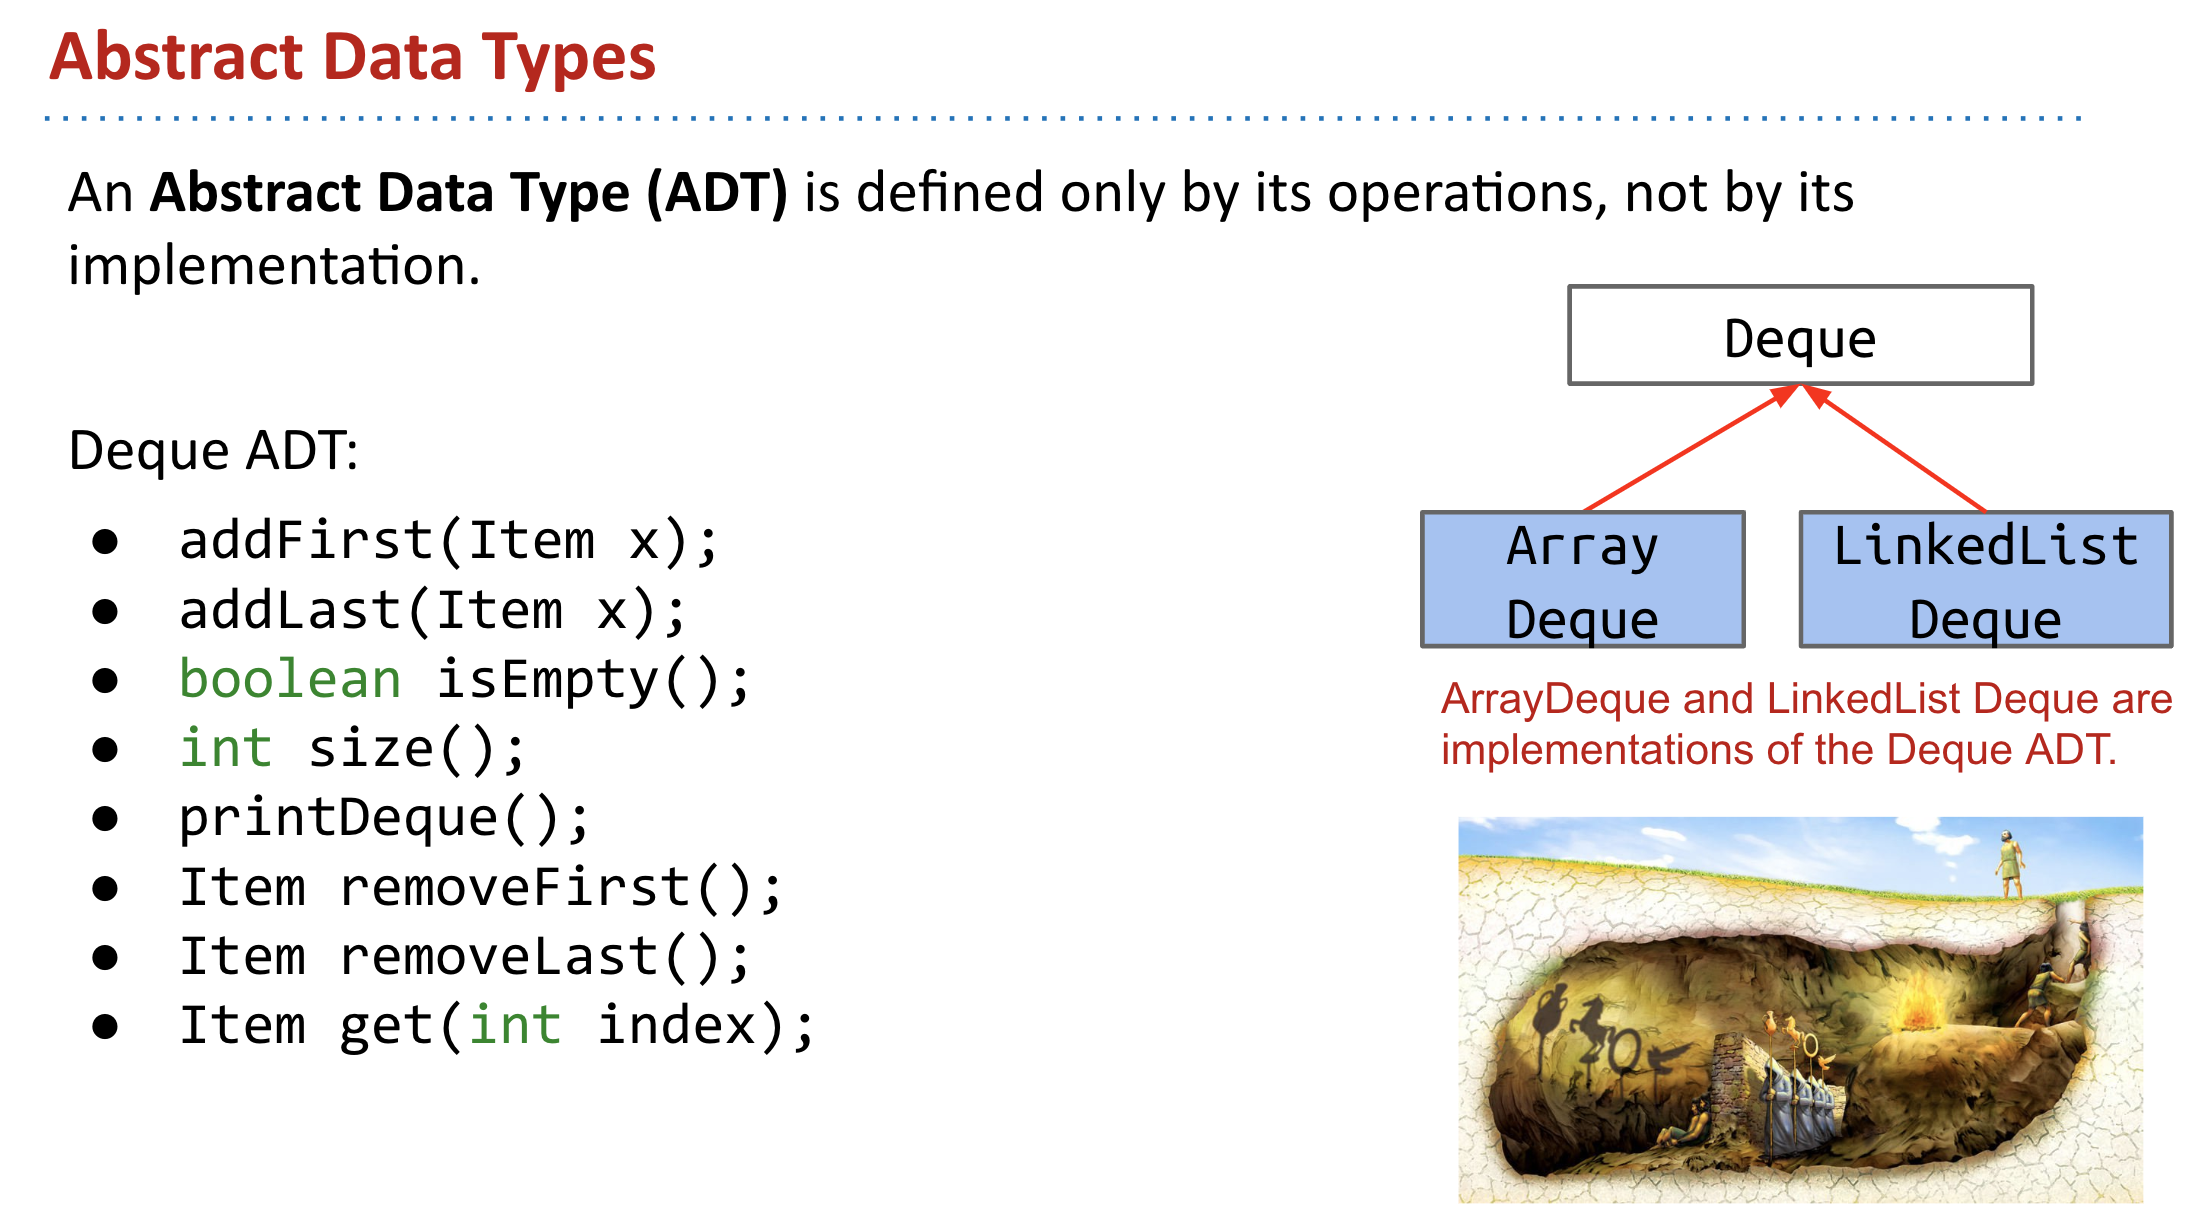 Abstract Data Types
An Abstract Data Type (ADT) is defined only by its operations, not by its
implementation.
Deque ADT:
● addFirst(Item x);
● addLast(Item x);
● boolean isEmpty();
● int size();
● printDeque();
● Item removeFirst();
● Item removeLast();
● Item get(int index);
Deque
Array
Deque
LinkedList
Deque
ArrayDeque and LinkedList Deque are
implementations of the Deque ADT.